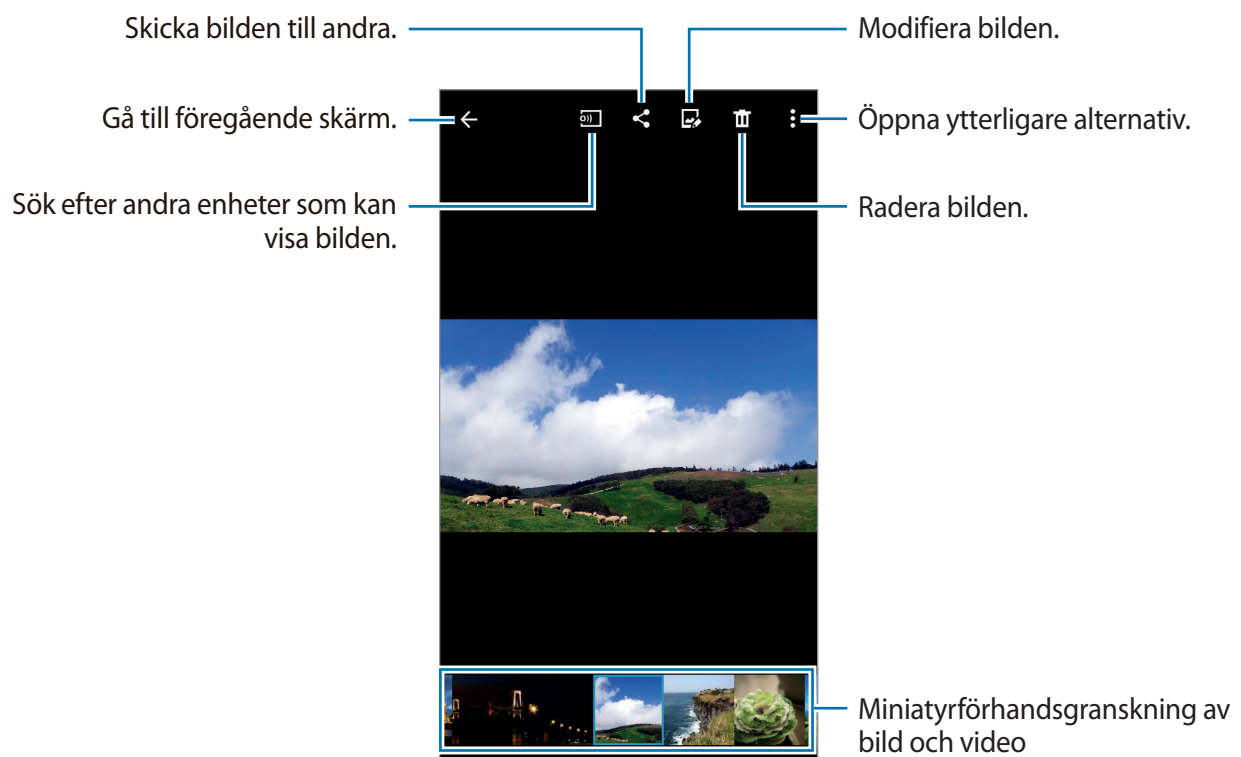 Skicka bilden till andra.
Modifiera bilden.
Gå till föregående skärm.
Öppna ytterligare alternativ.
Sök efter andra enheter som kan
visa bilden.
Radera bilden.
Miniatyrförhandsgranskning av
bild och video